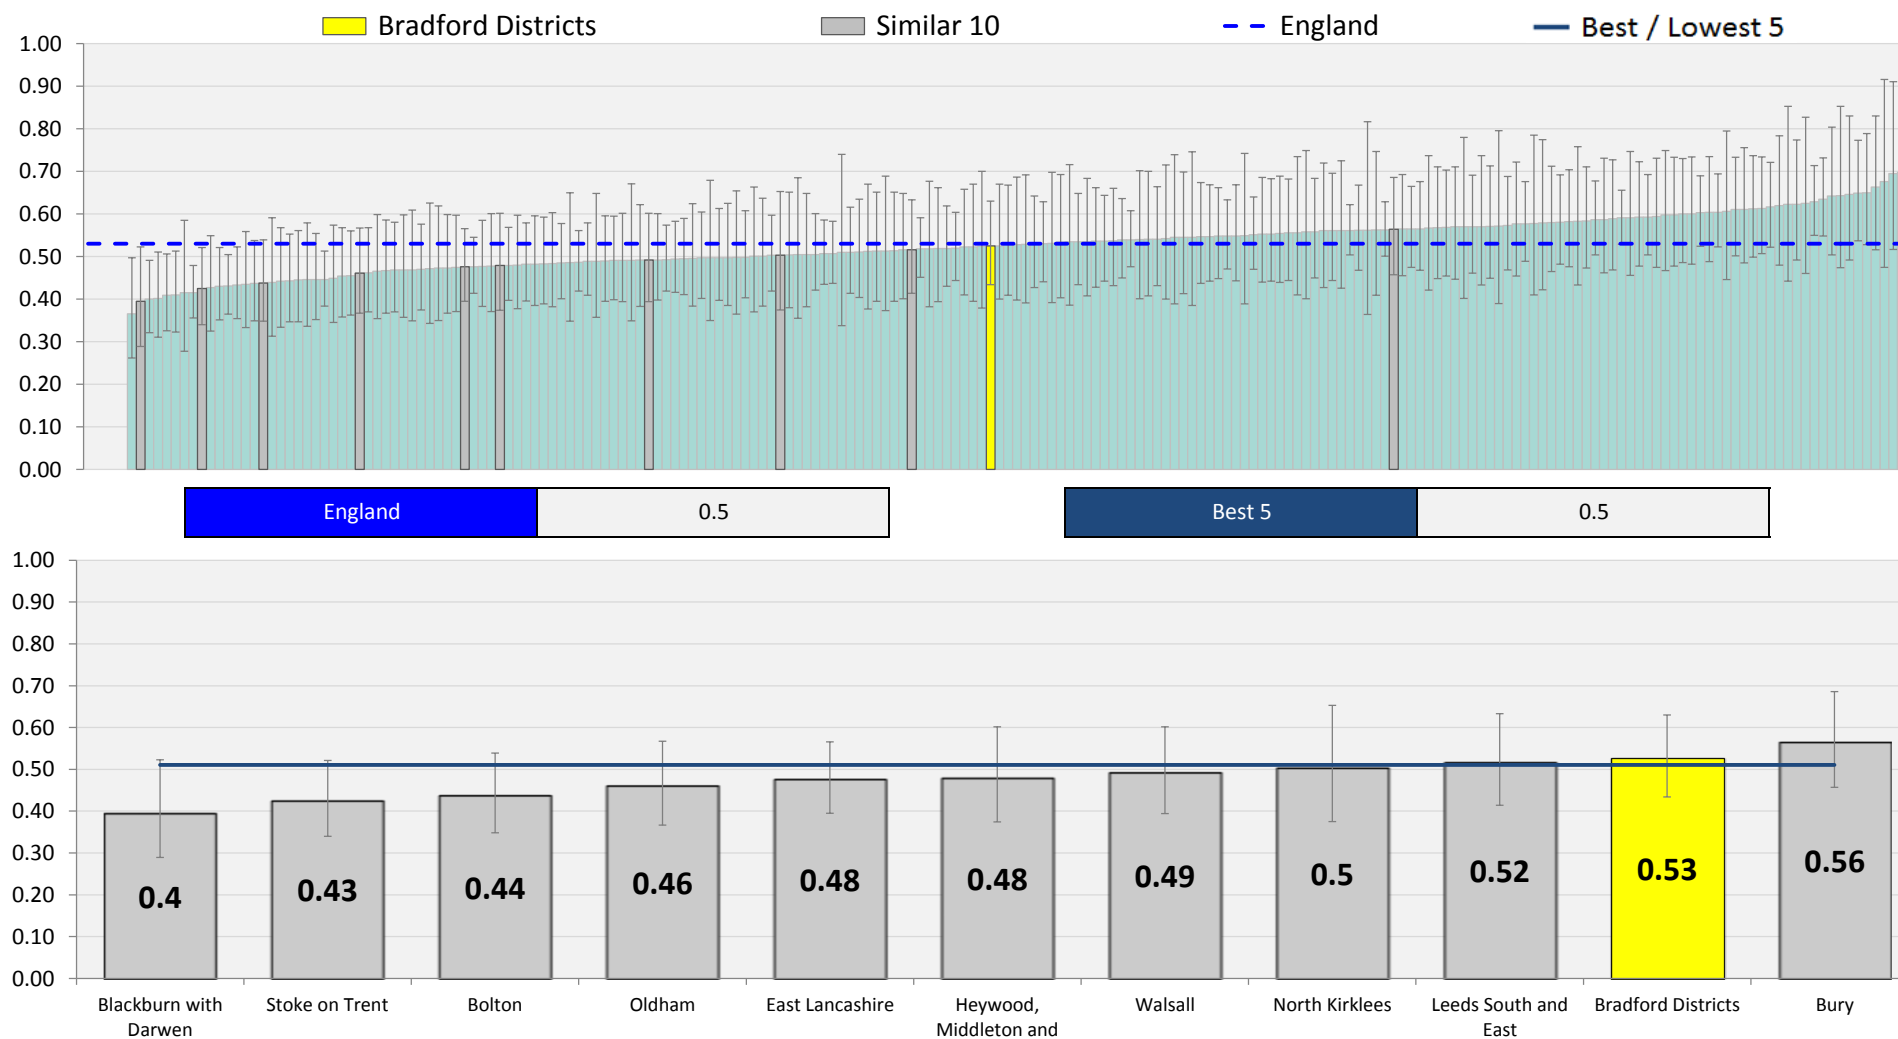 Bradford Districts
Similar 10
England
Best / Lowest 5
1.00
0.90
0.80
0.70
0.60
0.50
0.40
0.30
0.20
0.10
0.00
England 0.5 Best 5 0.5
1.00
0.90
0.80
0.70
0.60
0.50
0.40
0.30
0.20
0.10
0.00
0.4 0.43 0.44 0.46 0.48 0.48 0.49 0.5 0.52 0.53 0.56
Blackburn with
Darwen
Stoke on Trent
Bolton
Oldham
East Lancashire
Heywood,
Middleton and
Walsall
North Kirklees
Leeds South and
East
Bradford Districts
Bury